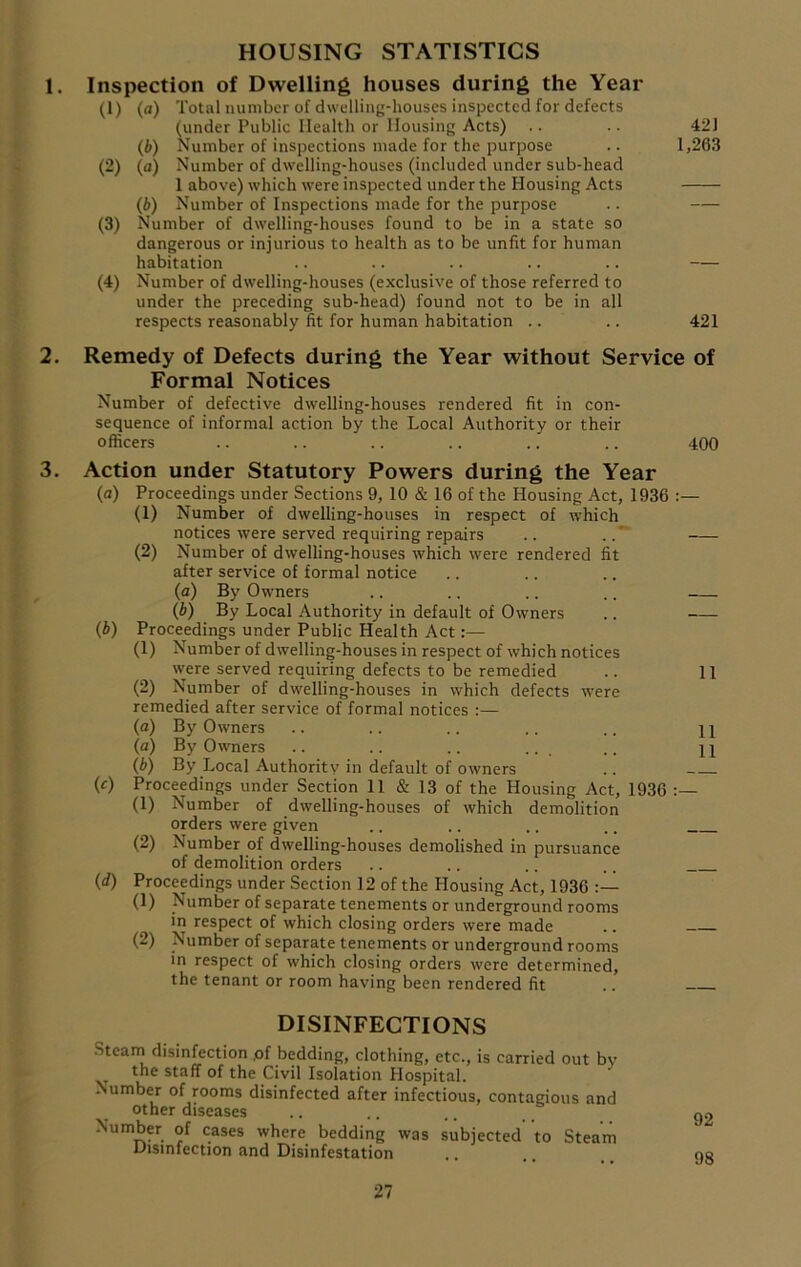 HOUSING STATISTICS
1. Inspection of Dwelling houses during the Year
(1) (a) Total number of dwelling-houses inspected for defects
(under Public Health or Housing Acts) .. .. 421
(b) Number of inspections made for the purpose .. 1,263
(2) (a) Number of dwelling-houses (included under sub-head
1 above) which were inspected under the Housing Acts ——
(b) Number of Inspections made for the purpose .. ——
(3) Number of dwelling-houses found to be in a state so
dangerous or injurious to health as to be unfit for human
habitation .. .. .. .. .. ——
(4) Number of dwelling-houses (exclusive of those referred to
under the preceding sub-head) found not to be in all
respects reasonably fit for human habitation .. .. 421
2. Remedy of Defects during the Year without Service of
Formal Notices
Number of defective dwelling-houses rendered fit in con-
sequence of informal action by the Local Authority or their
officers .. .. .. .. .. .. 400
3. Action under Statutory Powers during the Year
(a) Proceedings under Sections 9, 10 & 16 of the Housing Act, 1936 :—
(1) Number of dwelling-houses in respect of which
notices were served requiring repairs .. .. ——
(2) Number of dwelling-houses which were rendered fit
after service of formal notice .. .. ..
(a) By Owners .. .. .. .. ——
(b) By Local Authority in default of Owners .. ——
(b) Proceedings under Public Health Act :—
(1) Number of dwelling-houses in respect of which notices
were served requiring defects to be remedied .. 11
(2) Number of dwelling-houses in which defects were
remedied after service of formal notices :—
(a) By Owners .. .. .. .. .. 11
(a) By Owners .. .. .. ... .. 11
(b) By Local Authority in default of owners .. ——
(c) Proceedings under Section 11 & 13 of the Housing Act, 1936 :—
(1) Number of dwelling-houses of which demolition
orders were given .. .. .. .. ——
(2) Number of dwelling-houses demolished in pursuance
of demolition orders .. .. .. .. ——
(d) Proceedings under Section 12 of the Housing Act, 1936 :—
(1) Number of separate tenements or underground rooms
in respect of which closing orders were made .. ——
(2) Number of separate tenements or underground rooms
in respect of which closing orders were determined,
the tenant or room having been rendered fit .. ——
DISINFECTIONS
Steam disinfection of bedding, clothing, etc., is carried out by
the staff of the Civil Isolation Hospital.
Number of rooms disinfected after infectious, contagious and
other diseases .. .. .. .. .. 92
Number of cases where bedding was subjected to Steam
Disinfection and Disinfestation .. .. .. 98
27